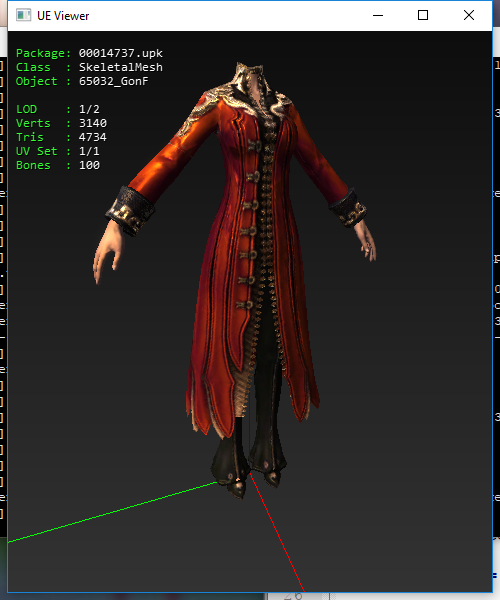 UE Viewer
Package: 00014737.upk
Class : SkeletalMesh
Object : 65032_GonF
LOD : 1/2
Verts : 3140
Tris : 4734
UV Set : 1/1
Bones : 100